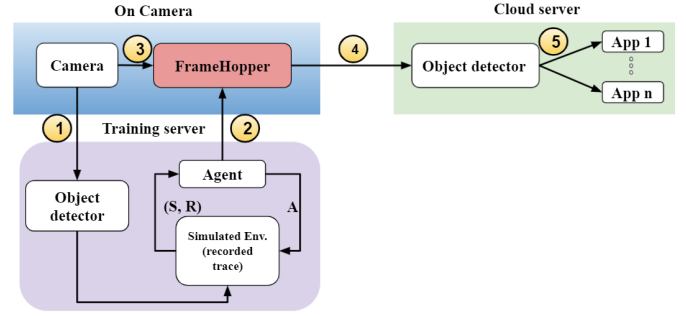 On Camera
Cloud server
3
4
5
Camera
FrameHopper
Object detector
App 1
App n
1
Training server
2
Object
detector
Agent
(S, R)
A
Simulated Env.
(recorded
trace)